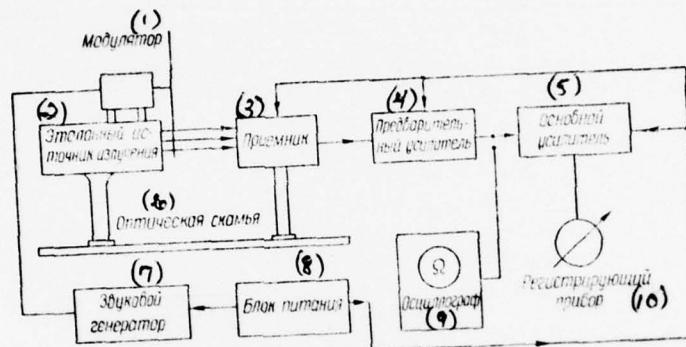 (1)
Модулятор
(2)
Эталонный ис-
точник излучения
(3)
Приемник
(4)
Предваритель-
ный усилитель
(5)
Основной
усилитель
Оптическая скамья
(7)
Звуковой
генератор
(8)
Блок питания
Ω
Осциллограф
(9)
Регистрирующий
прибор
(10)